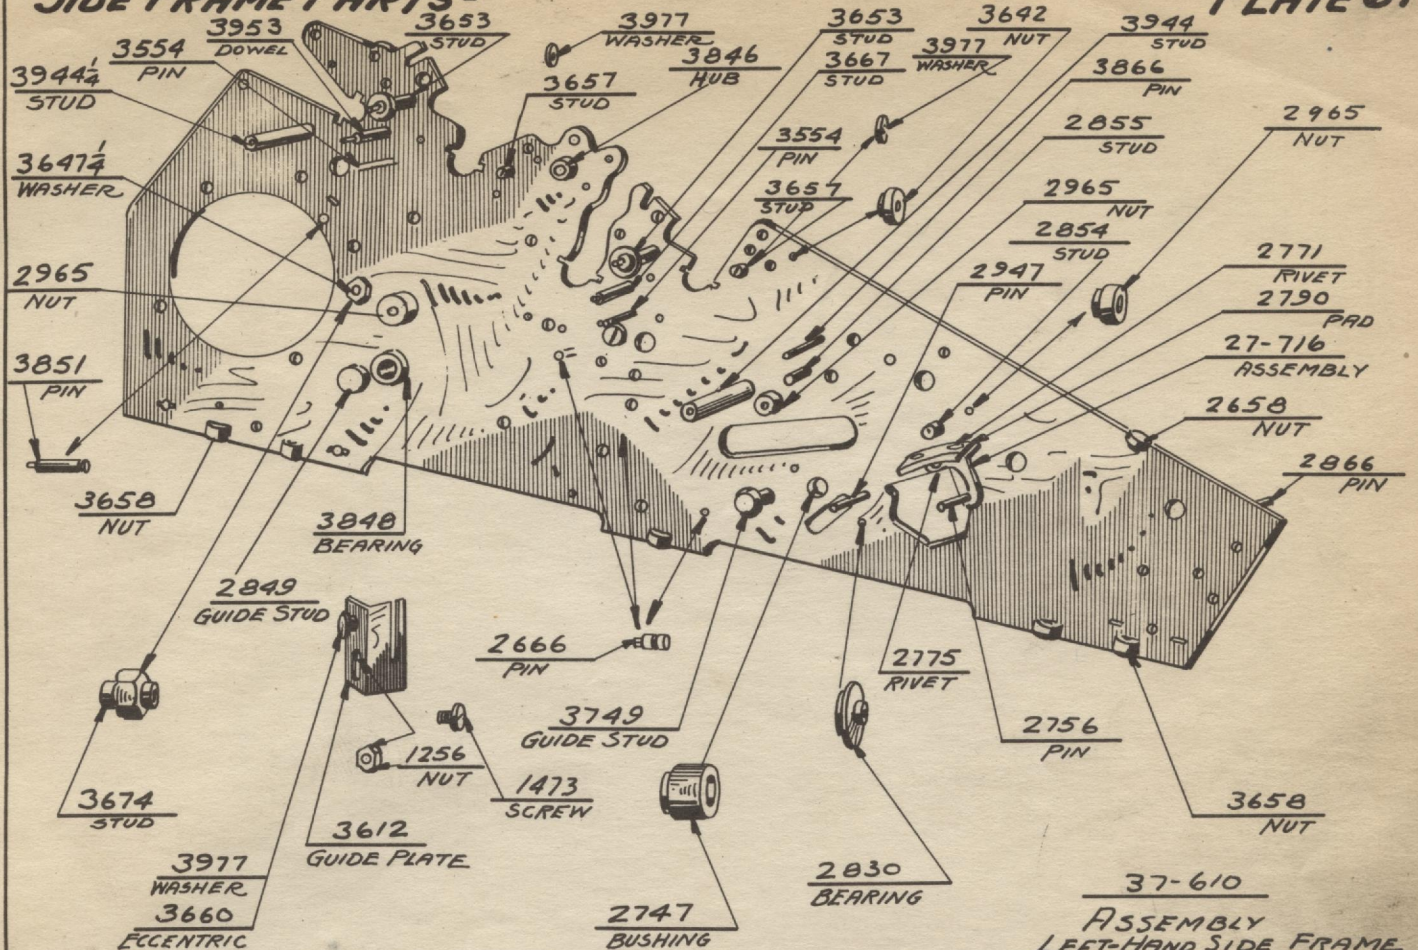 SIDE FRAME PARTS-
3953
DOWEL
3653
STUD
3977
WASHER
3653
STUD
3642
NUT
3944
STUD
3554
PIN
3846
HUB
3667
STUD
3977
WASHER
3866
PIN
3944 1/4
STUD
3657
STUD
2965
NUT
3554
PIN
2855
STUD
3647 1/4
WASHER
3657
STUD
2965
NUT
2854
STUD
2771
RIVET
2947
PIN
2965
NUT
2790
PAD
27-716
ASSEMBLY
3851
PIN
2658
NUT
2866
PIN
3658
NUT
3848
BEARING
2849
GUIDE STUD
2666
PIN
2775
RIVET
3749
GUIDE STUD
2756
PIN
1256
NUT
1473
SCREW
3674
STUD
3658
NUT
3612
GUIDE PLATE
3977
WASHER
2830
BEARING
37-610
3660
ECCENTRIC
2747
BUSHING
ASSEMBLY
LEFT-HAND SIDE FRAME